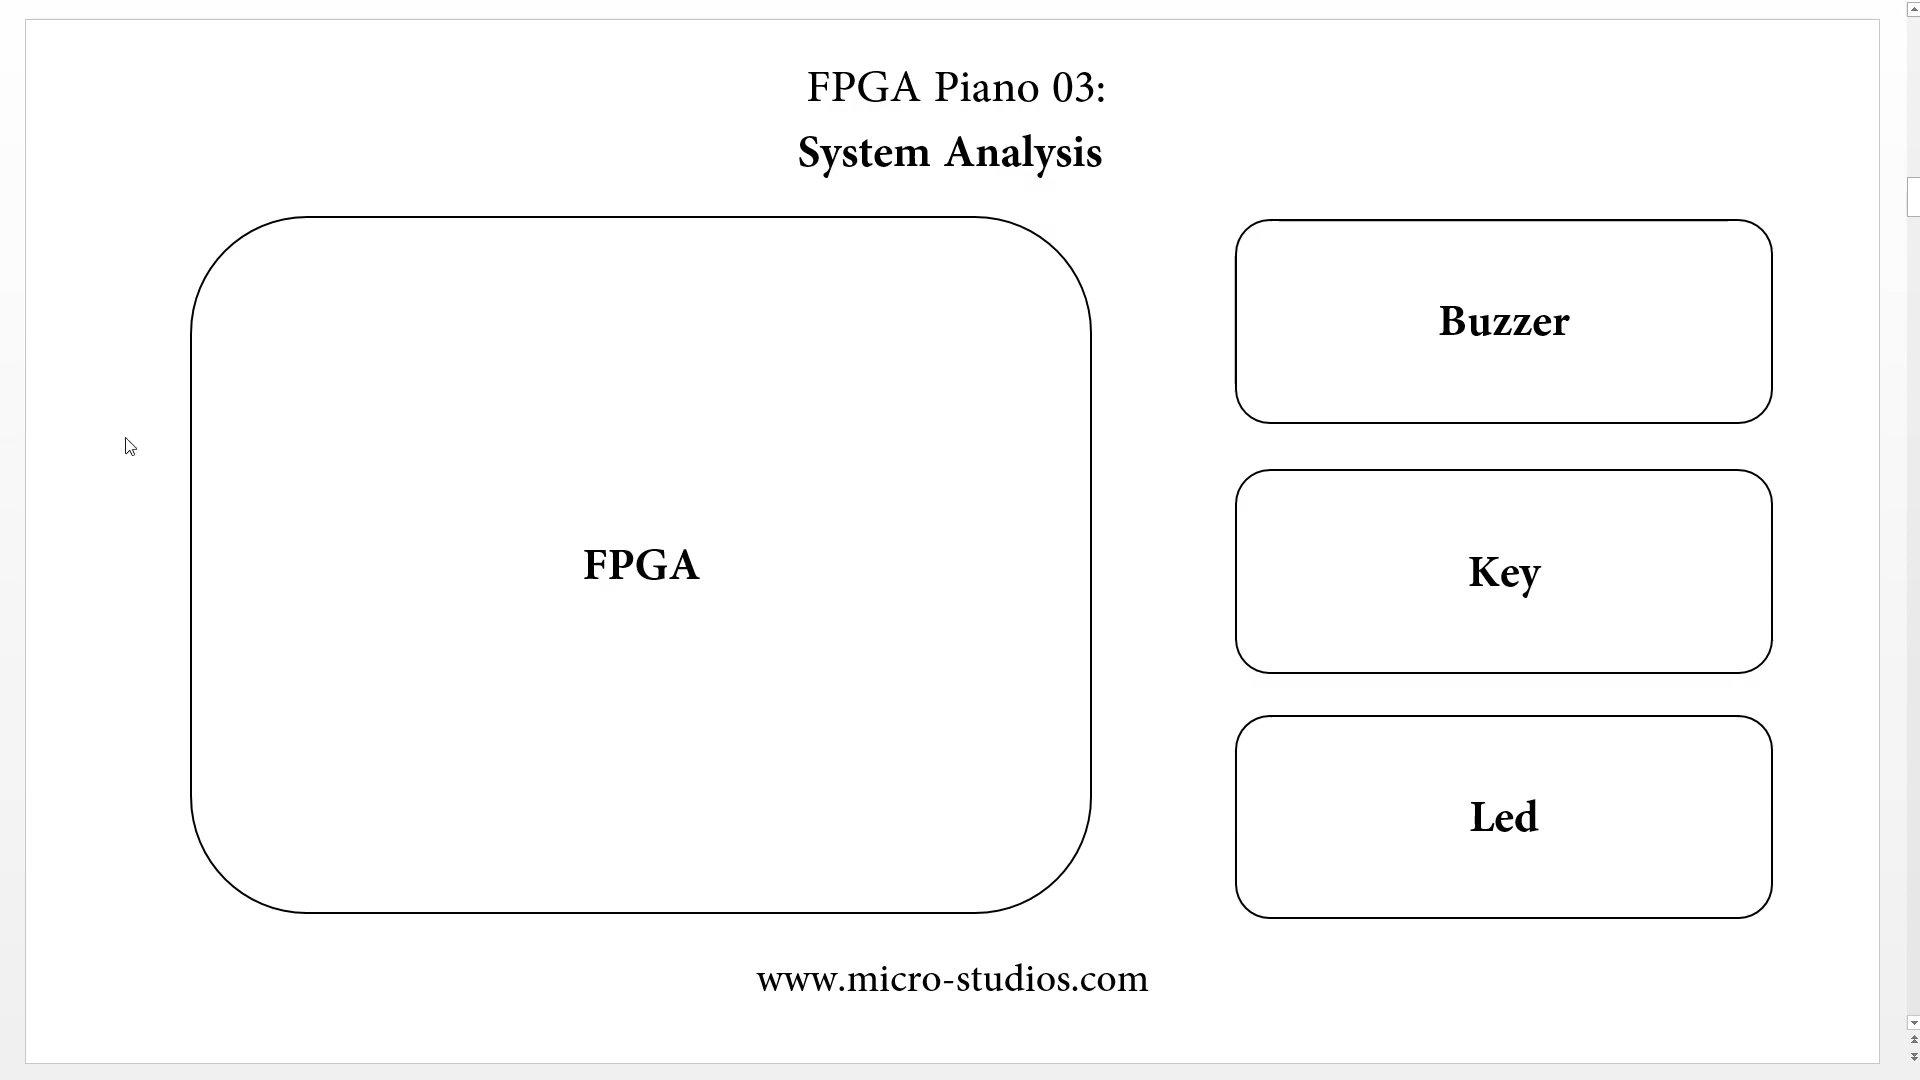 FPGA Piano 03:
System Analysis
FPGA
Buzzer
Key
Led
www.micro-studios.com